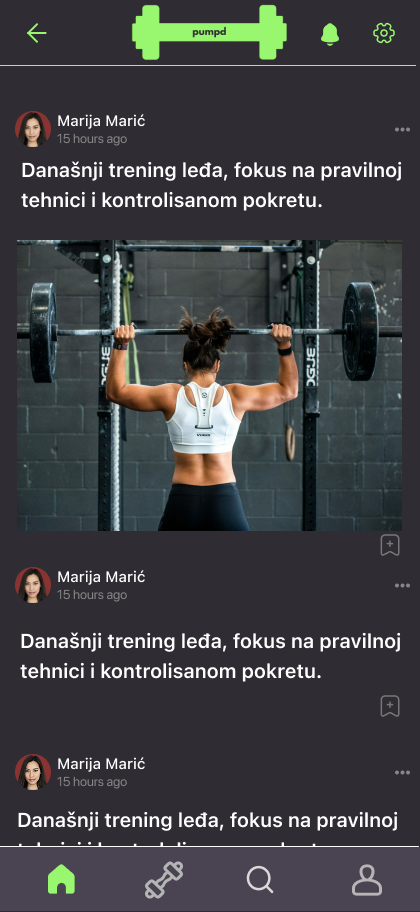 pumpd
Marija Marić
15 hours ago
Današnji trening leđa, fokus na pravilnoj
tehnici i kontrolisanom pokretu.
Marija Marić
15 hours ago
Današnji trening leđa, fokus na pravilnoj
tehnici i kontrolisanom pokretu.
Marija Marić
15 hours ago
Današnji trening leđa, fokus na pravilnoj